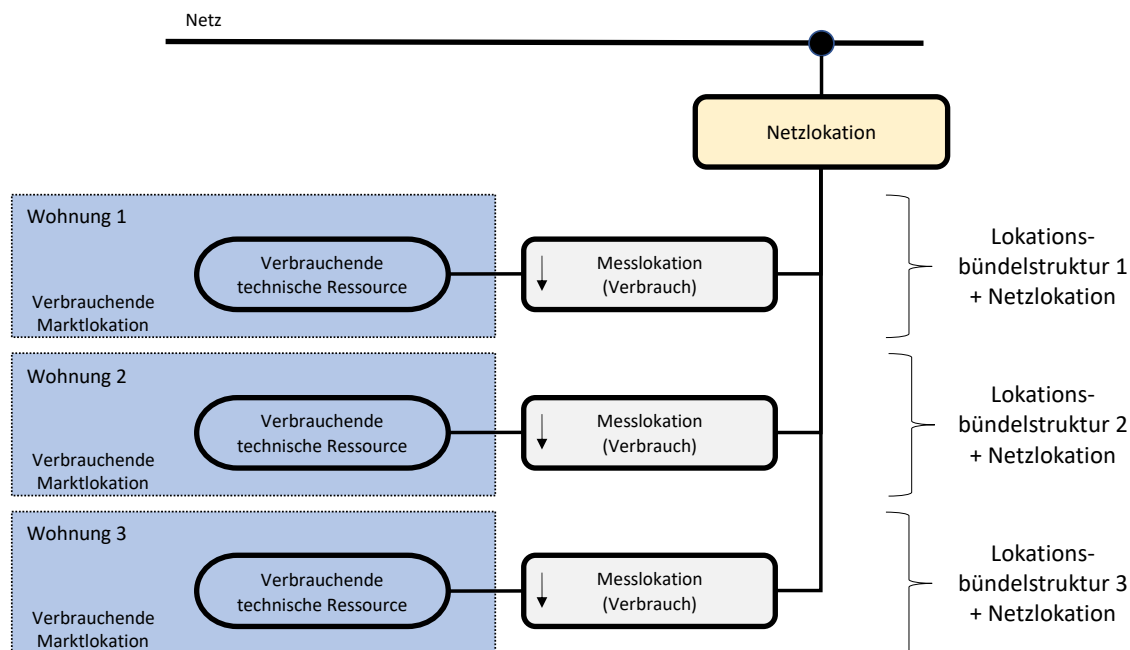 Netz
Netzlokation
Wohnung 1
Verbrauchende
technische Ressource
Verbrauchende
Marktlokation
Messlokation
(Verbrauch)
Lokations-
bündelstruktur 1
+ Netzlokation
Wohnung 2
Verbrauchende
technische Ressource
Verbrauchende
Marktlokation
Messlokation
(Verbrauch)
Lokations-
bündelstruktur 2
+ Netzlokation
Wohnung 3
Verbrauchende
technische Ressource
Verbrauchende
Marktlokation
Messlokation
(Verbrauch)
Lokations-
bündelstruktur 3
+ Netzlokation